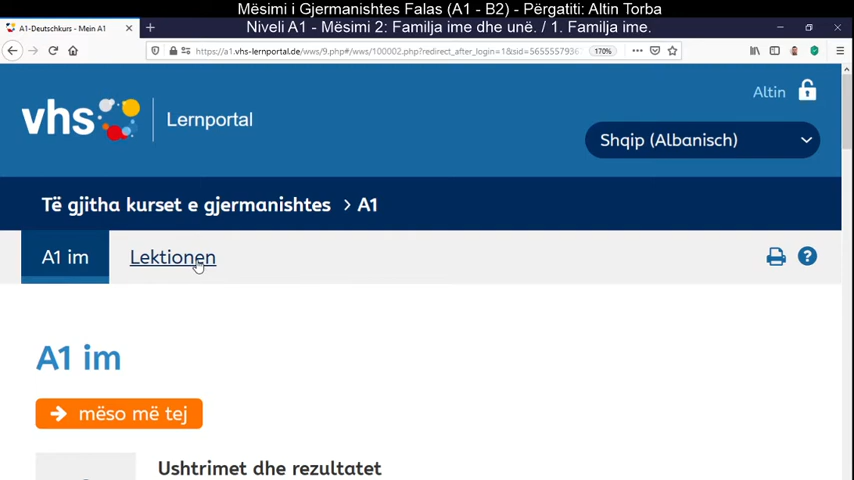 Mësimi i Gjermanishtes Falas (A1 - B2) - Përgatiti: Altin Torba
A1-Deutschkurs - Mein A1
Niveli A1 - Mësimi 2: Familja ime dhe unë. / 1. Familja ime.
https://a1.vhs-lernportal.de/wws/9.php#/wws/100002.php?redirect_after_login=1&sid=5655557936
170%
vhs
Lernportal
Altin
Shqip (Albanisch)
Të gjitha kurset e gjermanishtes > A1
A1 im
Lektionen
A1 im
mëso më tej
Ushtrimet dhe rezultatet